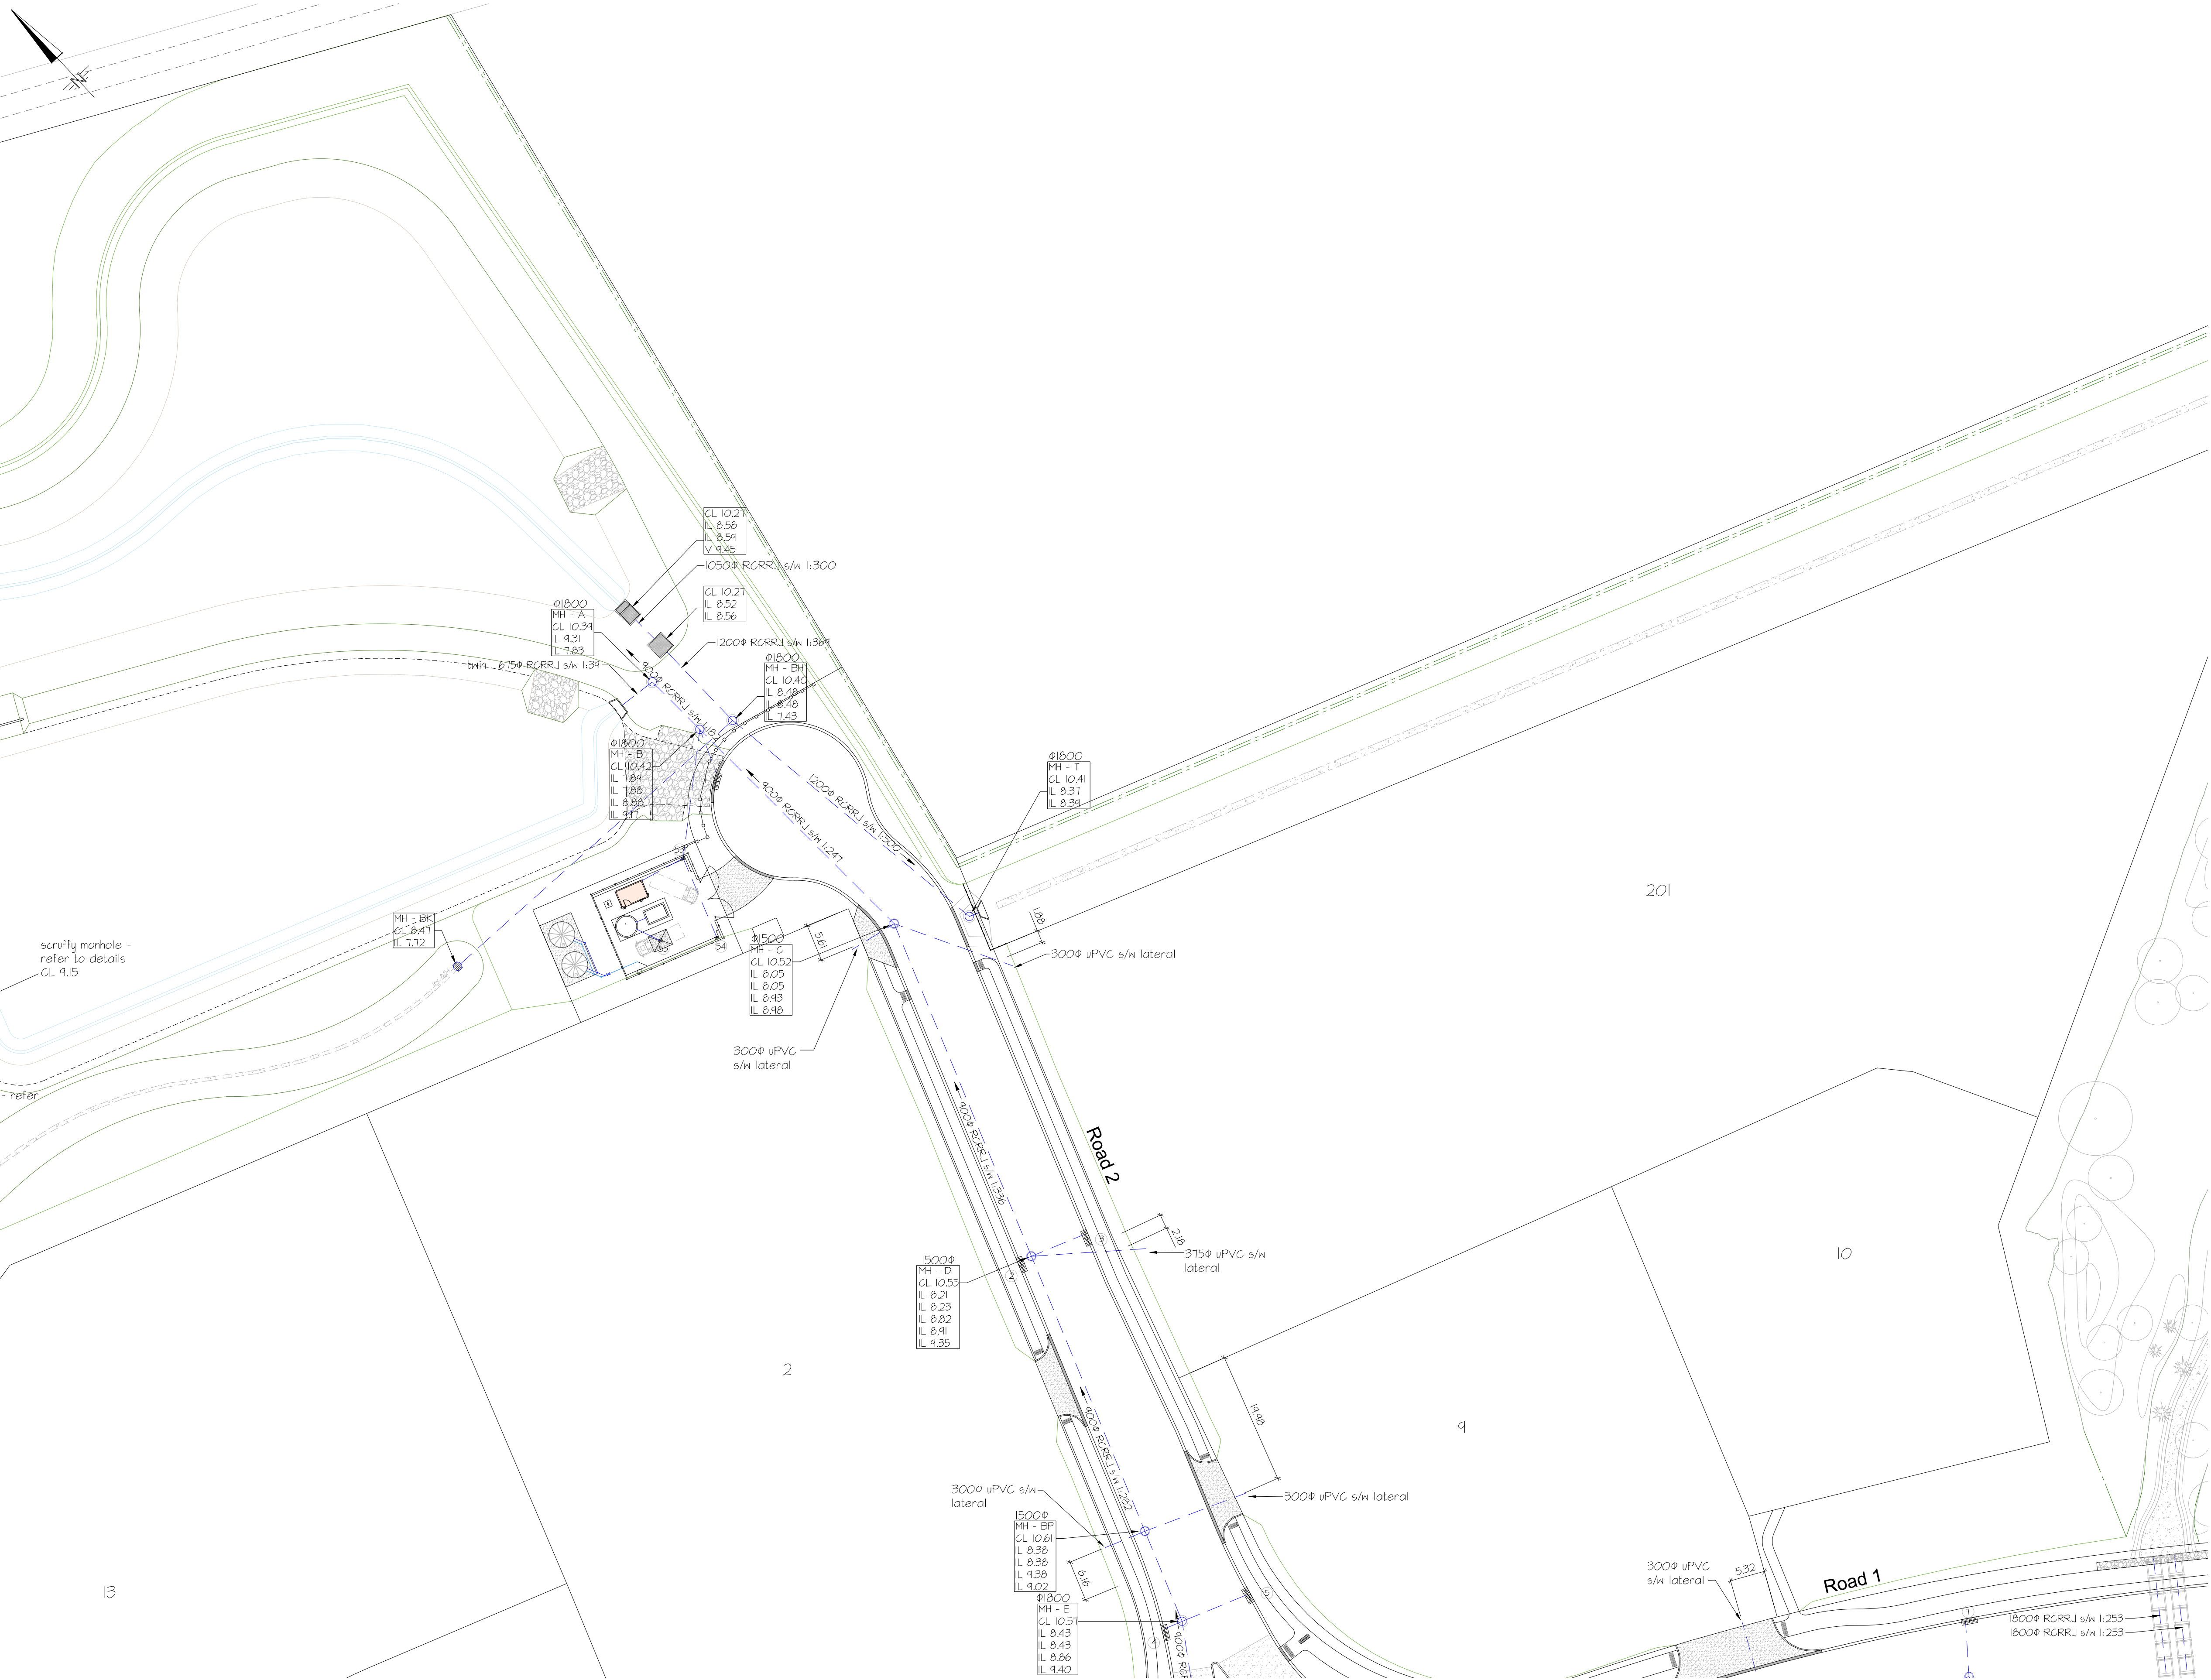 N
CL 10.27
IL 8.58
IL 8.59
V 9.45
1050Φ RCRRJ s/w 1:300
CL 10.27
IL 8.52
IL 8.56
Φ1800
MH - A
CL 10.39
IL 9.31
IL 7.83
1200Φ RCRRJ s/w 1:369
twin 675Φ RCRRJ s/w 1:39
900Φ RCRRJ s/w
Φ1800
MH - BH
CL 10.40
IL 8.48
IL 8.48
IL 7.43
Φ1800
MH - B
CL 10.42
IL 7.89
IL 7.88
IL 8.88
IL 9.17
Φ1800
MH - T
CL 10.41
IL 8.37
IL 8.39
1200Φ RCRRJ s/w 1:500
900Φ RCRRJ s/w 1:247
53
54
55
201
1.88
5.61
MH - BK
CL 8.47
IL 7.72
scruffy manhole -
refer to details
CL 9.15
Φ1500
MH - C
CL 10.52
IL 8.05
IL 8.05
IL 8.93
IL 8.98
300Φ uPVC s/w lateral
300Φ uPVC
s/w lateral
- refer
900Φ RCRRJ s/w 1:336
Road 2
2.18
3
375Φ uPVC s/w
lateral
2
1500Φ
MH - D
CL 10.55
IL 8.21
IL 8.23
IL 8.82
IL 8.91
IL 9.35
10
2
900Φ RCRRJ s/w 1:282
19.98
9
300Φ uPVC s/w
lateral
300Φ uPVC s/w lateral
1500Φ
MH - BP
CL 10.61
IL 8.38
IL 8.38
IL 9.38
IL 9.02
6.16
5
Φ1800
MH - E
CL 10.57
IL 8.43
IL 8.43
IL 8.86
IL 9.40
4
900Φ RCR
13
300Φ uPVC
s/w lateral
5.32
Road 1
7
1800Φ RCRRJ s/w 1:253
1800Φ RCRRJ s/w 1:253